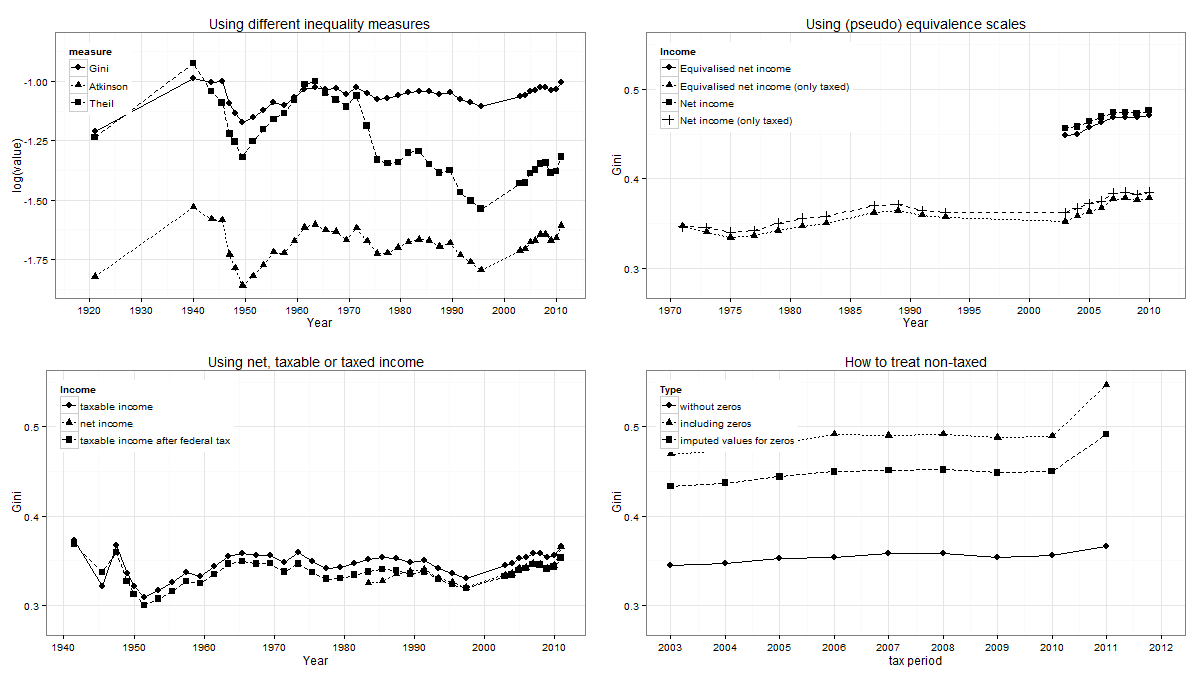 Using different inequality measures
measure
Gini
Atkinson
Theil
log(value)
-1.00
-1.25
-1.50
-1.75
1920 1930 1940 1950 1960 1970 1980 1990 2000 2010
Year
Using (pseudo) equivalence scales
Income
Equivalised net income
Equivalised net income (only taxed)
Net income
Net income (only taxed)
Gini
0.5
0.4
0.3
1970 1975 1980 1985 1990 1995 2000 2005 2010
Year
Using net, taxable or taxed income
Income
taxable income
net income
taxable income after federal tax
Gini
0.5
0.4
0.3
1940 1950 1960 1970 1980 1990 2000 2010
Year
How to treat non-taxed
Type
without zeros
including zeros
imputed values for zeros
Gini
0.5
0.4
0.3
2003 2004 2005 2006 2007 2008 2009 2010 2011 2012
tax period